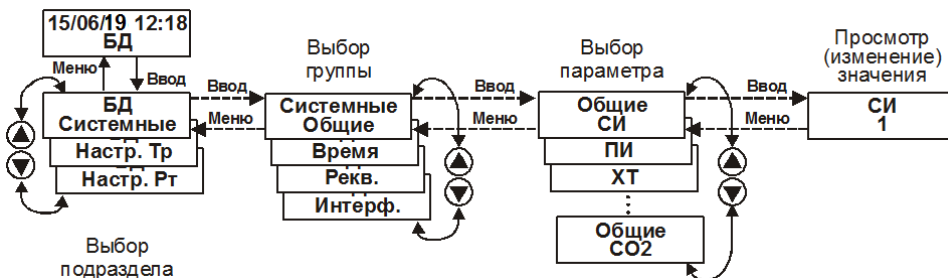 15/06/19 12:18
БД
Меню
Ввод
БД
Системные
Настр. Тр
Настр. Рт
Выбор
подраздела
Выбор
группы
Ввод
Меню
Системные
Общие
Время
Рекв.
Интерф.
Выбор
параметра
Ввод
Меню
Общие
СИ
ПИ
ХТ
Общие
СО2
Просмотр
(изменение)
значения
Ввод
Меню
СИ
1